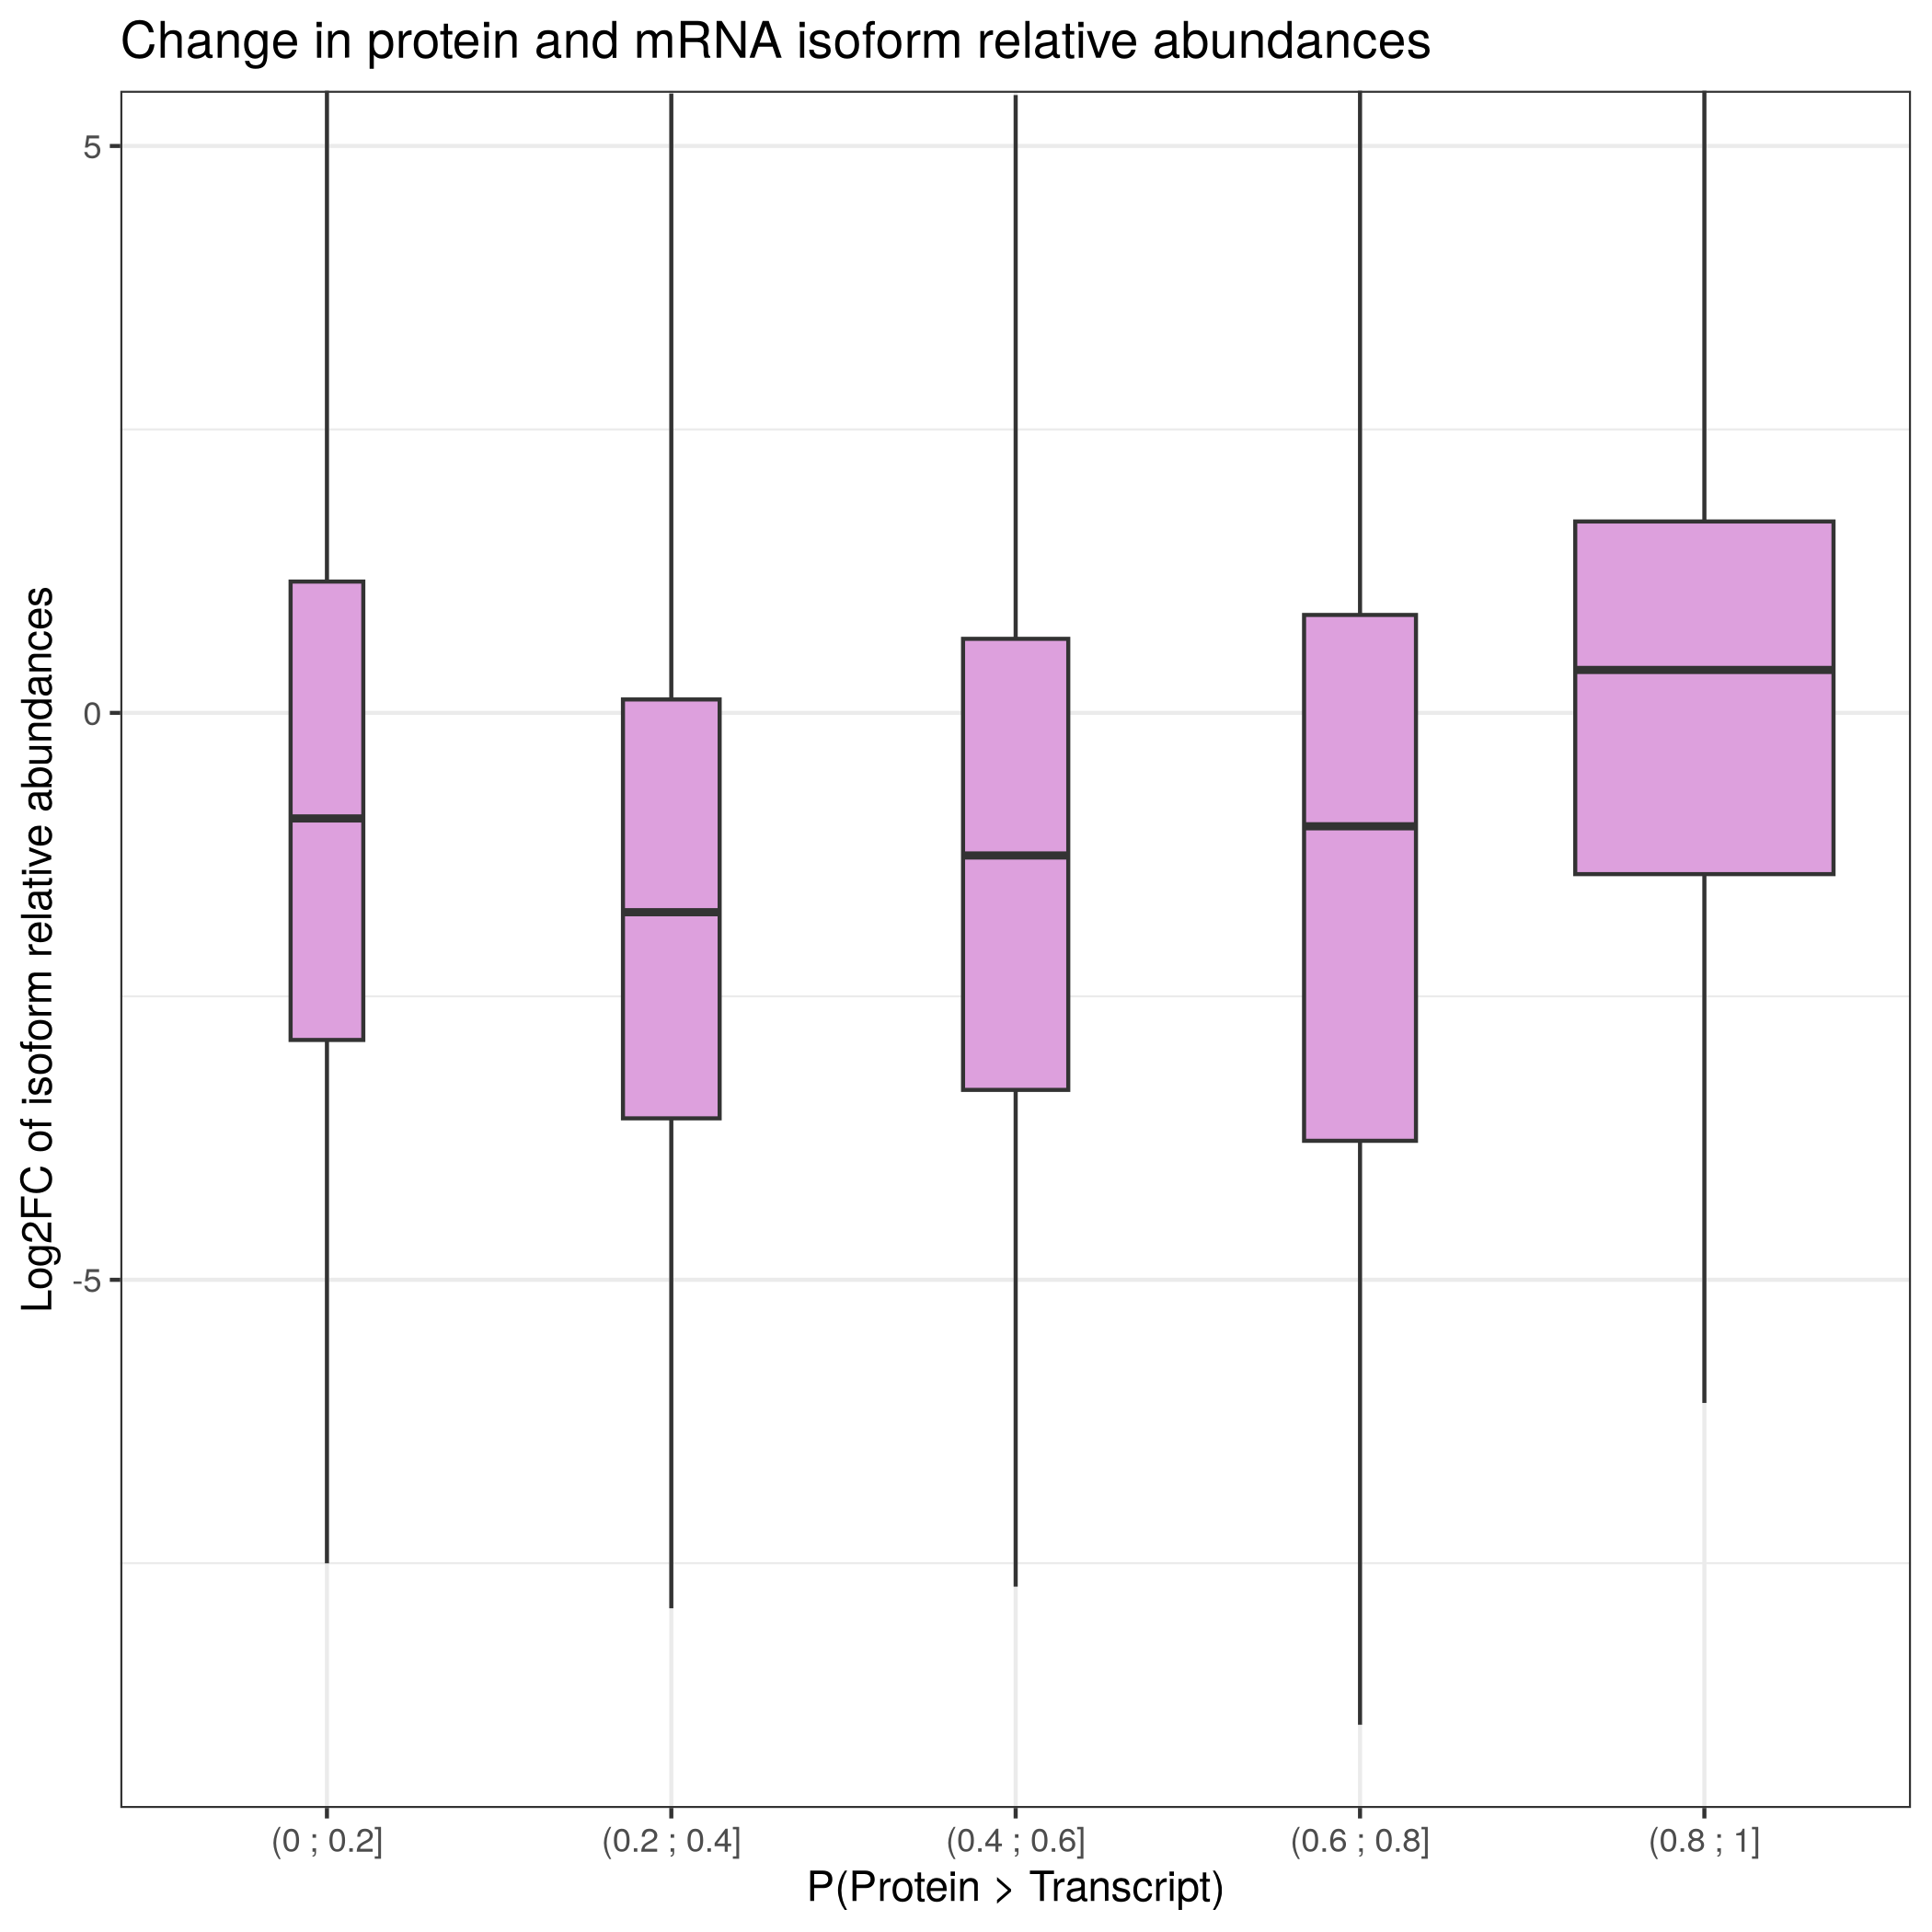 Change in protein and mRNA isoform relative abundances
Log2FC of isoform relative abundances
5
0
-5
(0 ; 0.2]
(0.2 ; 0.4]
(0.4 ; 0.6]
(0.6 ; 0.8]
(0.8 ; 1]
P(Protein > Transcript)